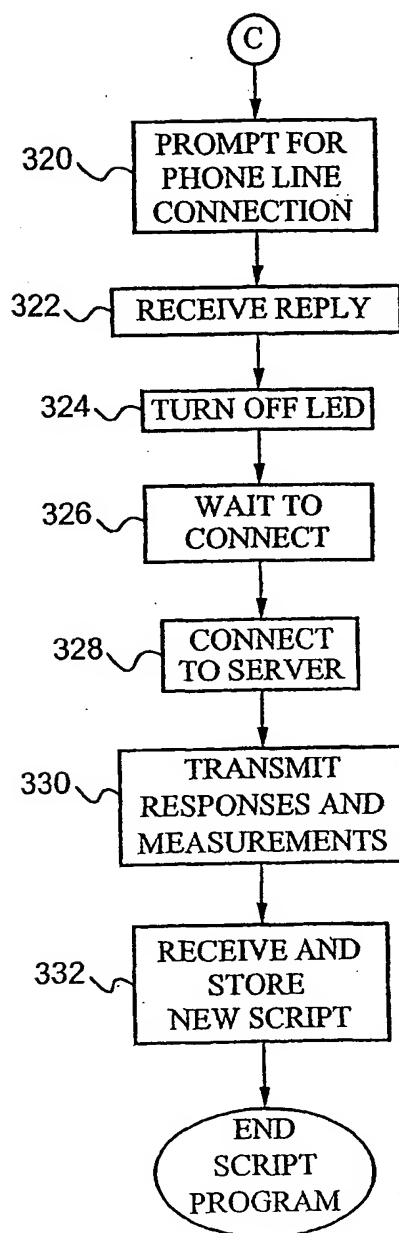 C
320
PROMPT FOR
PHONE LINE
CONNECTION
322
RECEIVE REPLY
324
TURN OFF LED
326
WAIT TO
CONNECT
328
CONNECT
TO SERVER
330
TRANSMIT
RESPONSES AND
MEASUREMENTS
332
RECEIVE AND
STORE
NEW SCRIPT
END
SCRIPT
PROGRAM